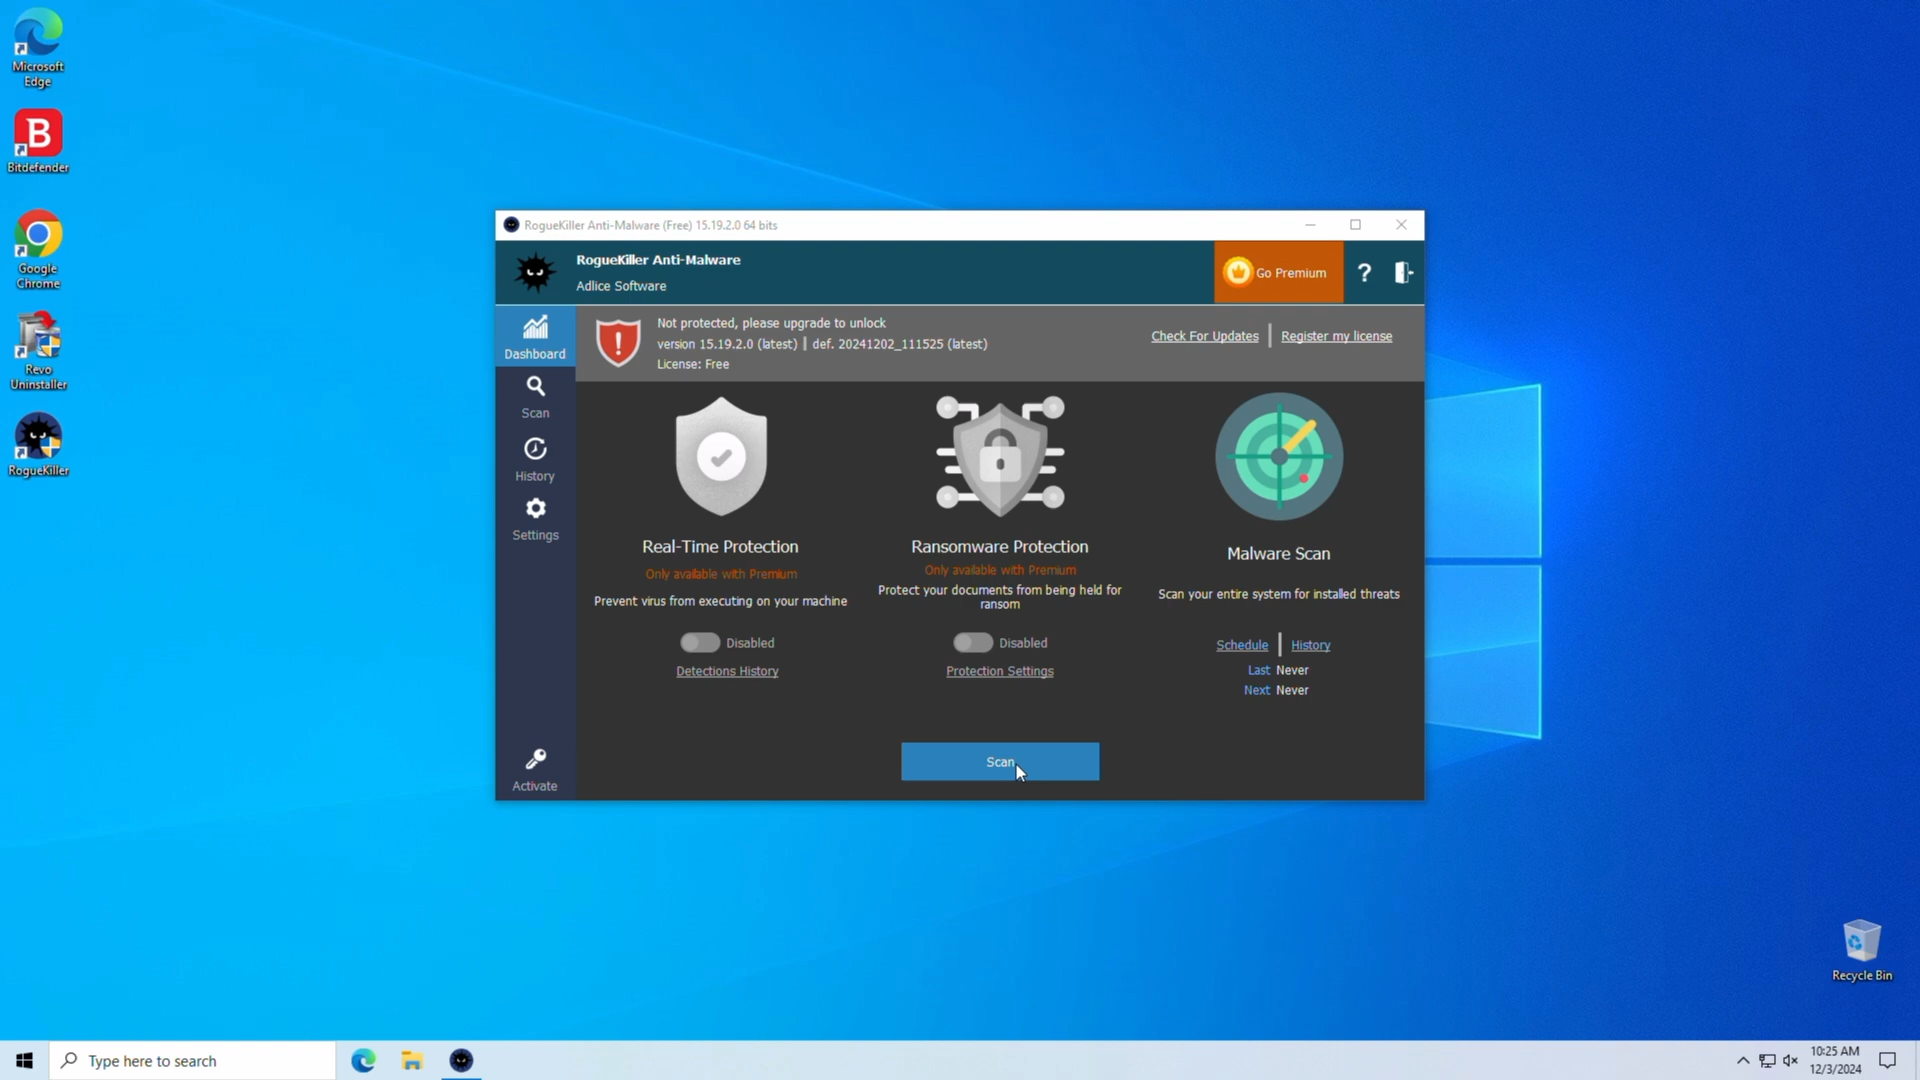 Microsoft
Edge
B
Bitdefender
Google
Chrome
Revo
Uninstaller
RogueKiller
RogueKiller Anti-Malware (Free) 15.19.2.0 64 bits
RogueKiller Anti-Malware
Adlice Software
Go Premium
?
Dashboard
Scan
History
Settings
Activate
Not protected, please upgrade to unlock
version 15.19.2.0 (latest) | def. 20241202_111525 (latest)
License: Free
Check For Updates | Register my license
Real-Time Protection
Only available with Premium
Prevent virus from executing on your machine
Disabled
Detections History
Ransomware Protection
Only available with Premium
Protect your documents from being held for
ransom
Disabled
Protection Settings
Malware Scan
Scan your entire system for installed threats
Schedule | History
Last Never
Next Never
Scan
Recycle Bin
Type here to search
10:25 AM
12/3/2024